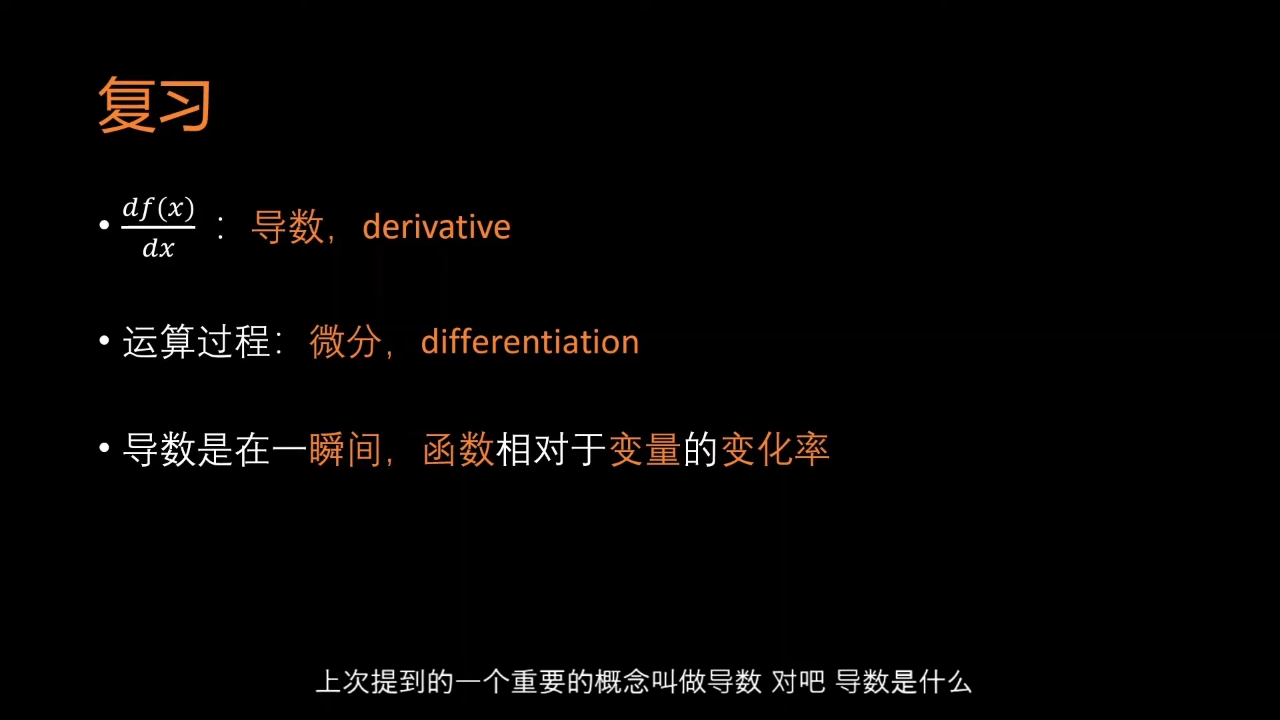 复习
• df(x)/dx ： 导数，derivative
• 运算过程：微分，differentiation
• 导数是在一瞬间，函数相对于变量的变化率
上次提到的一个重要的概念叫做导数 对吧 导数是什么